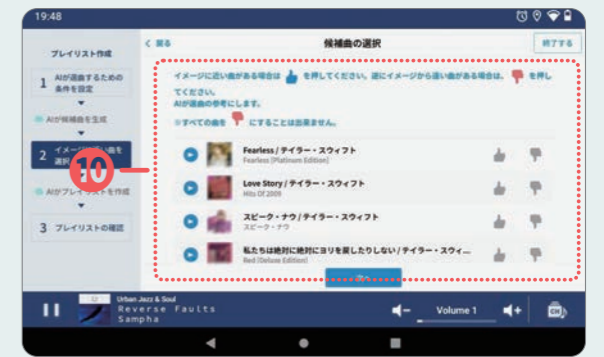 19:48
プレイリスト作成
1 AIが選曲するための
条件を設定
AIが候補曲を生成
2 イメージに近い曲を
選択
AIがプレイリストを作成
3 プレイリストの確認
< 戻る
候補曲の選択
終了する
イメージに近い曲がある場合は を押してください。逆にイメージから遠い曲がある場合は、 を押し
てください。
AIが選曲の参考にします。
※すべての曲を にすることは出来ません。
10
Fearless / テイラー・スウィフト
Fearless (Platinum Edition)
Love Story / テイラー・スウィフト
Hits Of 2009
スピーク・ナウ / テイラー・スウィフト
スピーク・ナウ
私たちは絶対に絶対にヨリを戻したりしない / テイラー・スウィ...
Red (Deluxe Edition)
Urban Jazz & Soul
Reverse Faults
Sampha
Volume 1
CH